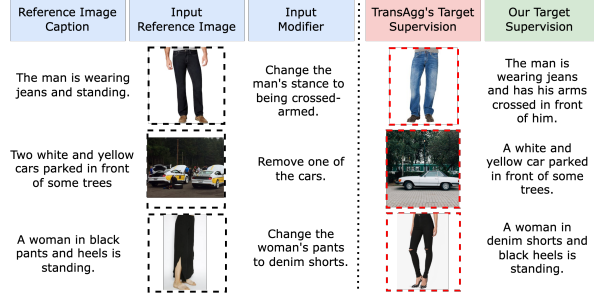 Reference Image
Caption
Input
Reference Image
Input
Modifier
TransAgg's Target
Supervision
Our Target
Supervision
The man is wearing
jeans and standing.
Change the
man's stance to
being crossed-
armed.
The man is
wearing jeans
and has his arms
crossed in front
of him.
Two white and yellow
cars parked in front
of some trees
Remove one of
the cars.
A white and
yellow car parked
in front of some
trees.
A woman in black
pants and heels is
standing.
Change the
woman's pants
to denim shorts.
A woman in
denim shorts and
black heels is
standing.